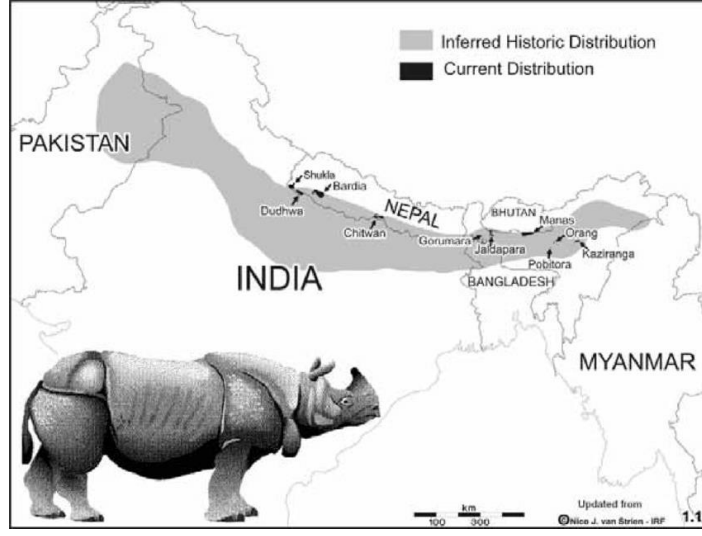 Inferred Historic Distribution
Current Distribution
PAKISTAN
Shukla
Bardia
Dudhwa
NEPAL
Chitwan
BHUTAN
Manas
Gorumara
Orang
Jaldapara
Kaziranga
Pobitora
INDIA
BANGLADESH
MYANMAR
km
100 300
Updated from
©Nico J. van Strien - IRF
1.1